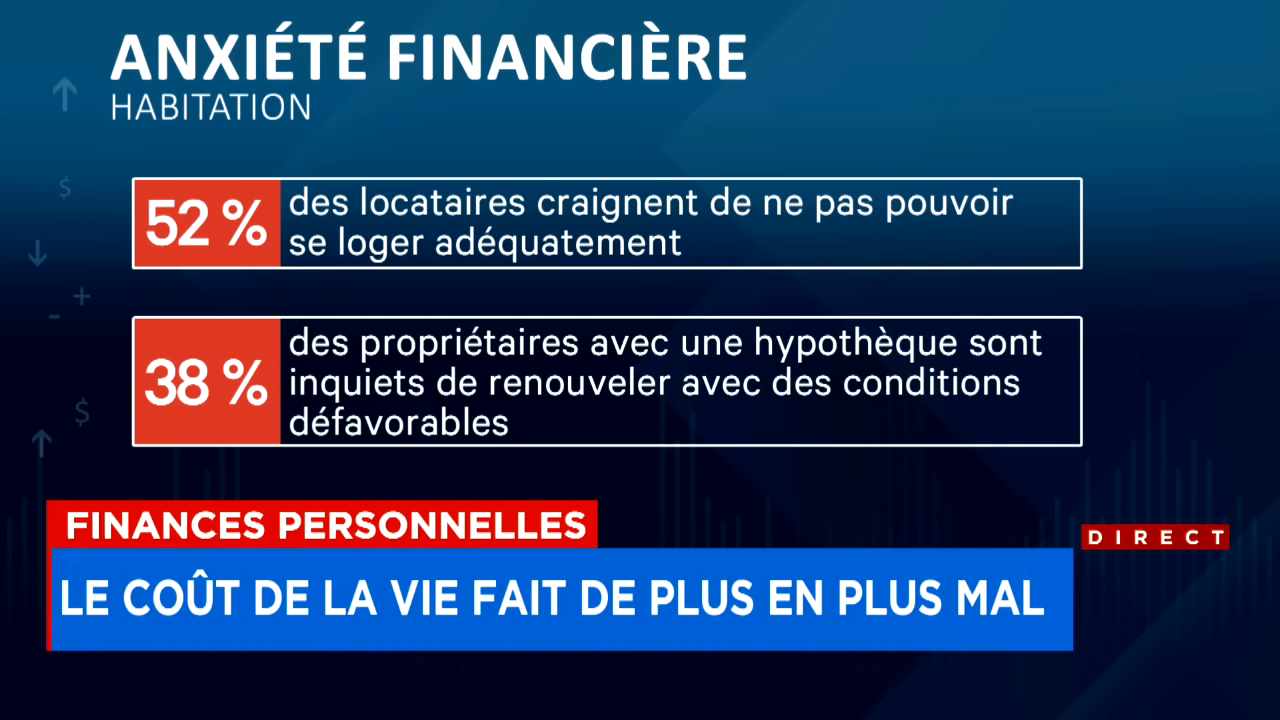 ANXIÉTÉ FINANCIÈRE
HABITATION
52 %
des locataires craignent de ne pas pouvoir
se loger adéquatement
38 %
des propriétaires avec une hypothèque sont
inquiets de renouveler avec des conditions
défavorables
FINANCES PERSONNELLES
DIRECT
LE COÛT DE LA VIE FAIT DE PLUS EN PLUS MAL